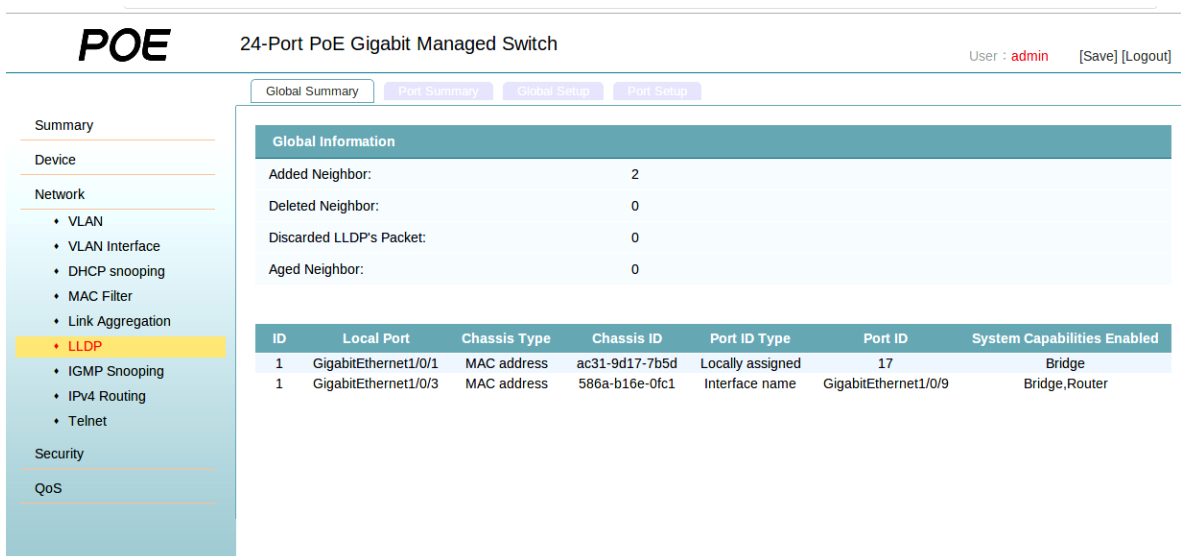 POE
24-Port PoE Gigabit Managed Switch
User : admin [Save] [Logout]
Global Summary Port Summary Global Setup Port Setup
Summary
Device
Network
VLAN
VLAN Interface
DHCP snooping
MAC Filter
Link Aggregation
LLDP
IGMP Snooping
IPv4 Routing
Telnet
Security
QoS
Global Information
Added Neighbor: 2
Deleted Neighbor: 0
Discarded LLDP's Packet: 0
Aged Neighbor: 0
ID Local Port Chassis Type Chassis ID Port ID Type Port ID System Capabilities Enabled
1 GigabitEthernet1/0/1 MAC address ac31-9d17-7b5d Locally assigned 17 Bridge
1 GigabitEthernet1/0/3 MAC address 586a-b16e-0fc1 Interface name GigabitEthernet1/0/9 Bridge,Router